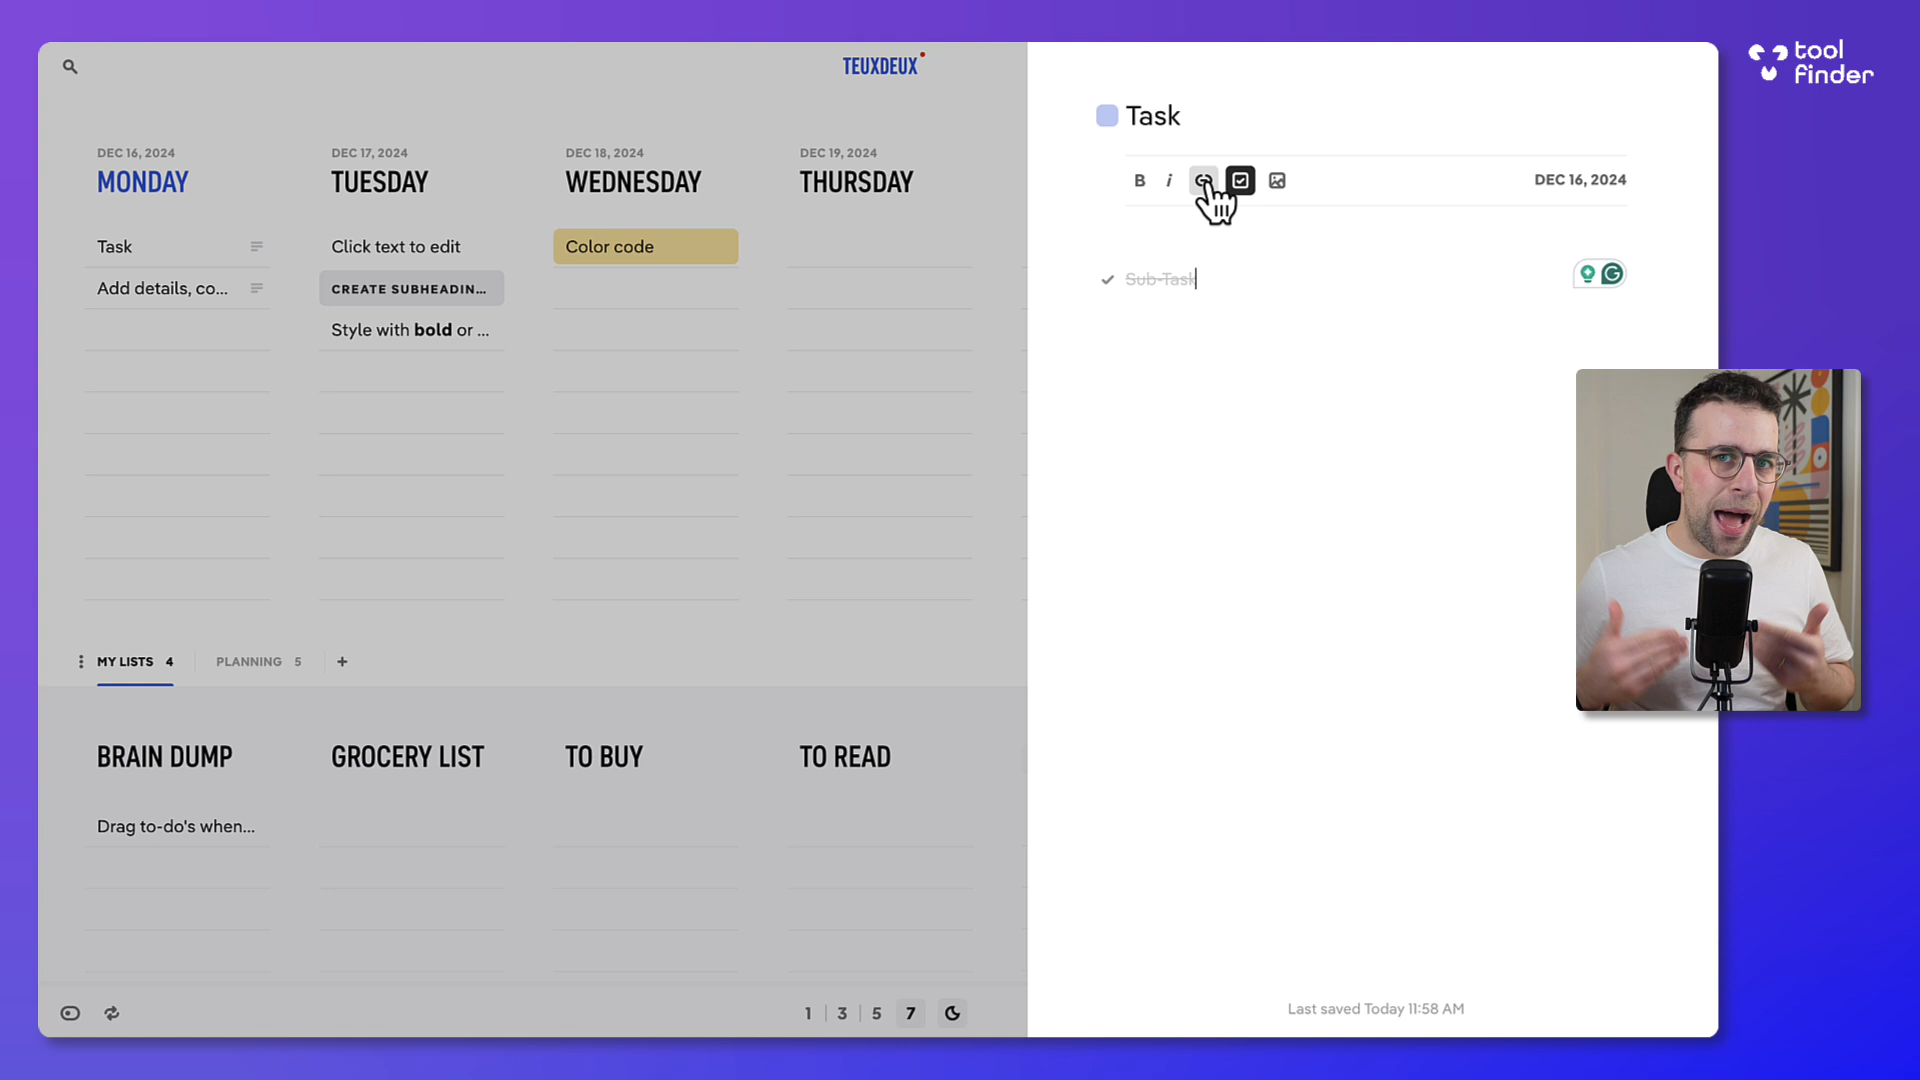 TEUXDEUX
tool
finder
DEC 16, 2024
MONDAY
Task
Add details, co...
DEC 17, 2024
TUESDAY
Click text to edit
CREATE SUBHEADIN...
Style with bold or ...
DEC 18, 2024
WEDNESDAY
Color code
DEC 19, 2024
THURSDAY
MY LISTS 4
PLANNING 5
+
BRAIN DUMP
Drag to-do's when...
GROCERY LIST
TO BUY
TO READ
1 3 5 7
Task
B i
DEC 16, 2024
Sub-Task
Last saved Today 11:58 AM